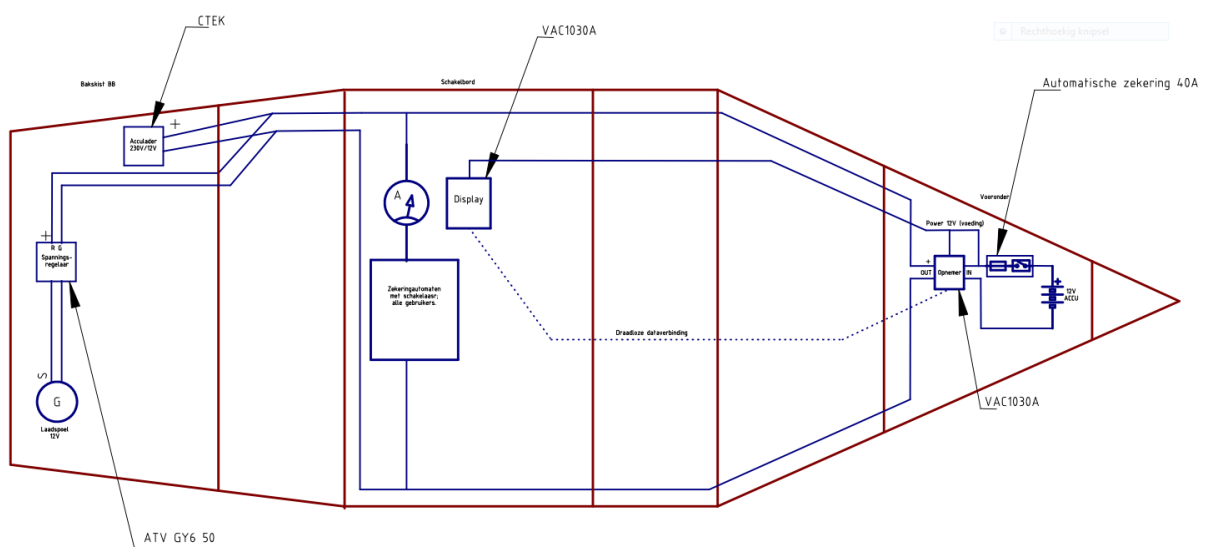 CTEK
VAC1030A
Rechthoekig knipsel
Automatische zekering 40A
Bakskist BB
Schakelbord
+
Acculader
230V/12V
A
Display
Vooronder
Power 12V (voeding)
+
R G
Spannings-
regelaar
+
OUT
Opnemer
IN
+
12V
ACCU
Zekeringautomaten
met schakelaasr;
alle gebruikers.
Draadloze dataverbinding
S
G
Laadspoel
12V
VAC1030A
ATV GY6 50